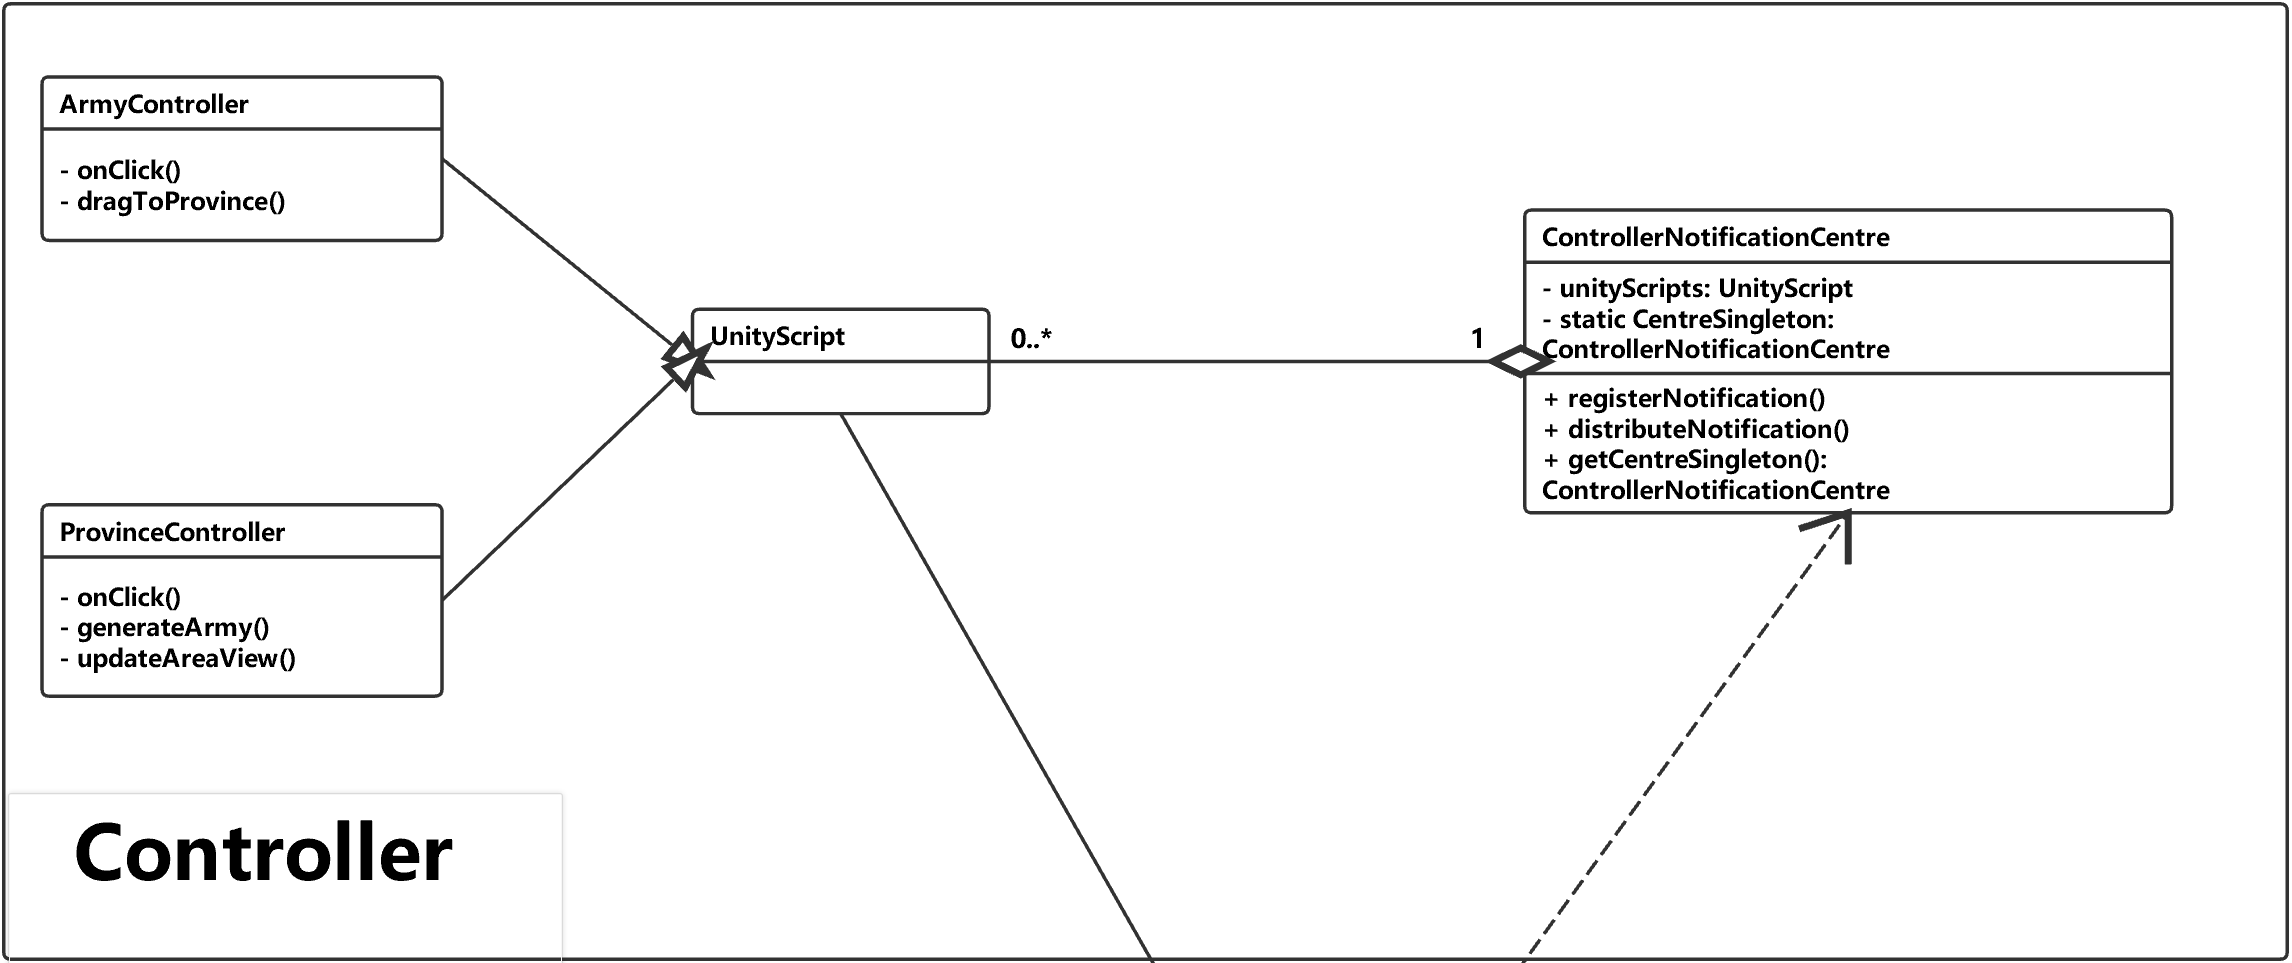 ArmyController
- onClick()
- dragToProvince()
UnityScript
0..*
1
ControllerNotificationCentre
- unityScripts: UnityScript
- static CentreSingleton:
ControllerNotificationCentre
+ registerNotification()
+ distributeNotification()
+ getCentreSingleton():
ControllerNotificationCentre
ProvinceController
- onClick()
- generateArmy()
- updateAreaView()
Controller